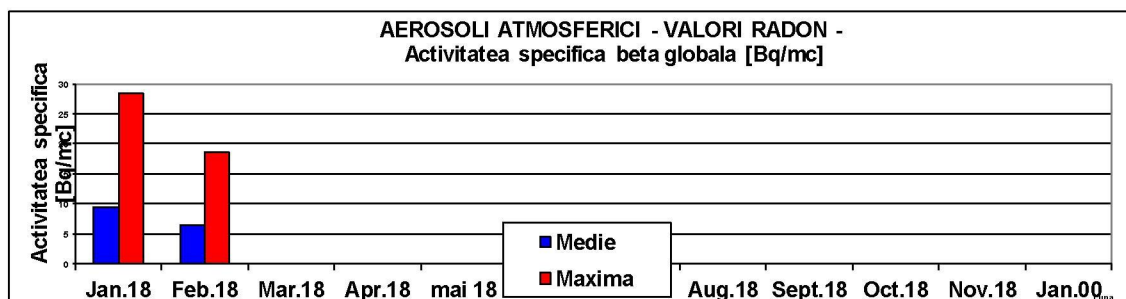 AEROSOLI ATMOSFERICI - VALORI RADON -
Activitatea specifica beta globala [Bq/mc]
Activitatea specifica
[Bq/mc]
30
25
10
5
0
Jan.18 Feb.18 Mar.18 Apr.18 mai 18 Aug.18 Sept.18 Oct.18 Nov.18 Jan.00
Medie
Maxima